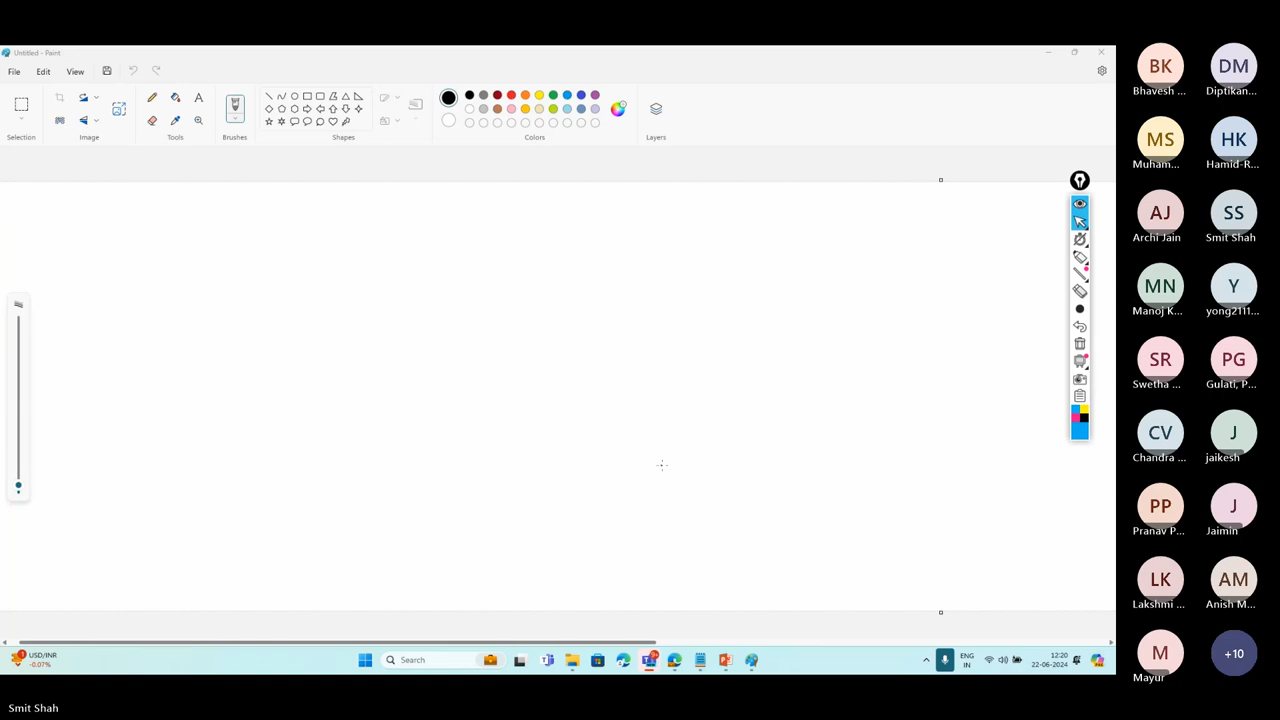 Untitled - Paint
File Edit View
Selection Image Tools Brushes Shapes Colors Layers
BK DM
Bhavesh ... Diptikan...
MS HK
Muham... Hamid-R...
AJ SS
Archi Jain Smit Shah
MN Y
Manoj K... yong2111...
SR PG
Swetha ... Gulati, P...
CV J
Chandra ... jaikesh
PP J
Pranav P... Jaimin
LK AM
Lakshmi ... Anish M...
M +10
Mayur
USD/INR
-0.07%
Search
ENG
IN
12:20
22-06-2024
Smit Shah